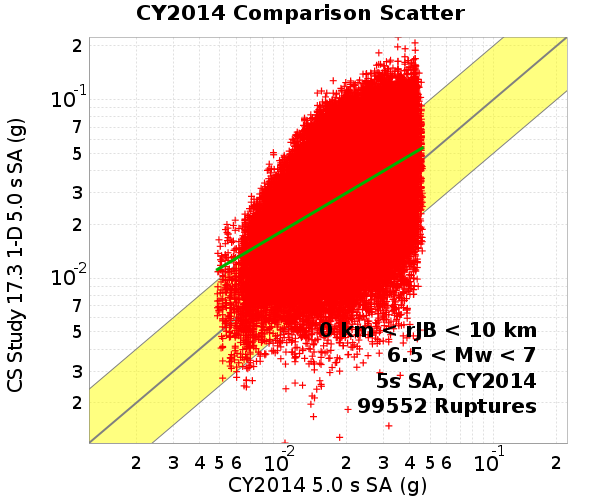 CY2014 Comparison Scatter
CS Study 17.3 1-D 5.0 s SA (g)
2
10-1
7
5
3
2
10-2
7
5
3
2
0 km < rJB < 10 km
6.5 < Mw < 7
5s SA, CY2014
99552 Ruptures
2 3 4 5 6 10-2 2 3 4 5 6 10-1 2
CY2014 5.0 s SA (g)